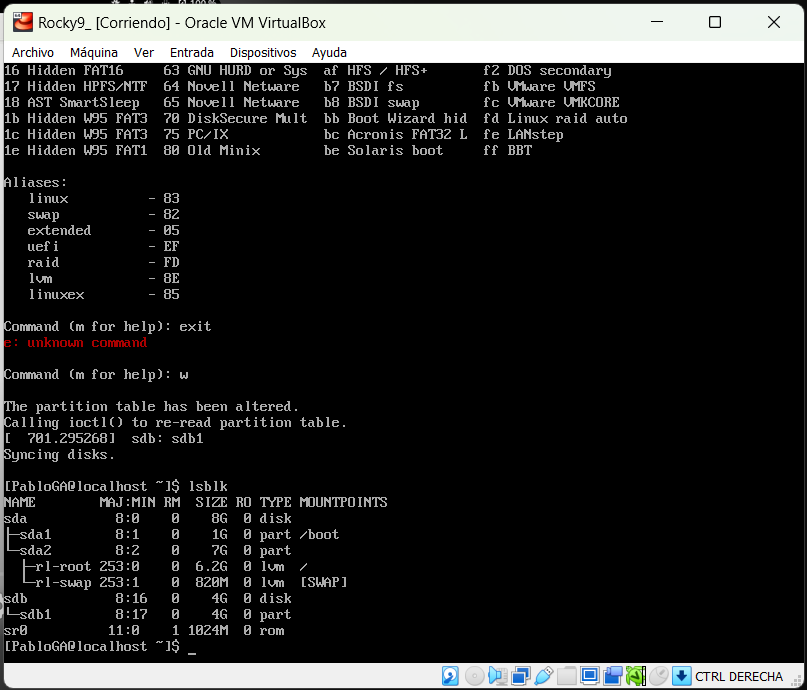 Rocky9_ [Corriendo] - Oracle VM VirtualBox
Archivo Máquina Ver Entrada Dispositivos Ayuda
16 Hidden FAT16 63 GNU HURD or Sys af HFS / HFS+ f2 DOS secondary
17 Hidden HPFS/NTF 64 Novell Netware b7 BSDI fs fb VMware VMFS
18 AST SmartSleep 65 Novell Netware b8 BSDI swap fc VMware VMKCORE
1b Hidden W95 FAT3 70 DiskSecure Mult bb Boot Wizard hid fd Linux raid auto
1c Hidden W95 FAT3 75 PC/IX bc Acronis FAT32 L fe LANstep
1e Hidden W95 FAT1 80 Old Minix be Solaris boot ff BBT
Aliases:
linux - 83
swap - 82
extended - 05
uefi - EF
raid - FD
lvm - 8E
linuxex - 85
Command (m for help): exit
e: unknown command
Command (m for help): w
The partition table has been altered.
Calling ioctl() to re-read partition table.
[ 701.295268] sdb: sdb1
Syncing disks.
[PabloGA@localhost ~]$ lsblk
NAME MAJ:MIN RM SIZE RO TYPE MOUNTPOINTS
sda 8:0 0 8G 0 disk
├─sda1 8:1 0 1G 0 part /boot
└─sda2 8:2 0 7G 0 part
├─rl-root 253:0 0 6.2G 0 lvm /
└─rl-swap 253:1 0 820M 0 lvm [SWAP]
sdb 8:16 0 4G 0 disk
└─sdb1 8:17 0 4G 0 part
sr0 11:0 1 1024M 0 rom
[PabloGA@localhost ~]$ _
CTRL DERECHA